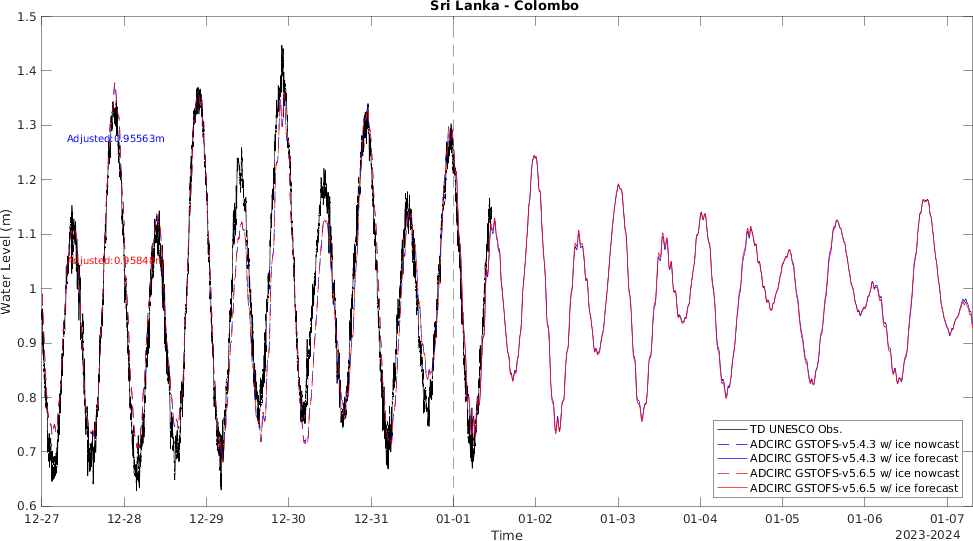 Sri Lanka - Colombo
Water Level (m)
1.5
1.4
1.3
1.2
1.1
1
0.9
0.8
0.7
0.6
Adjusted:0.95563m
Adjusted:0.95848m
TD UNESCO Obs.
ADCIRC GSTOFS-v5.4.3 w/ ice nowcast
ADCIRC GSTOFS-v5.4.3 w/ ice forecast
ADCIRC GSTOFS-v5.6.5 w/ ice nowcast
ADCIRC GSTOFS-v5.6.5 w/ ice forecast
12-27 12-28 12-29 12-30 12-31 01-01 01-02 01-03 01-04 01-05 01-06 01-07
Time
2023-2024